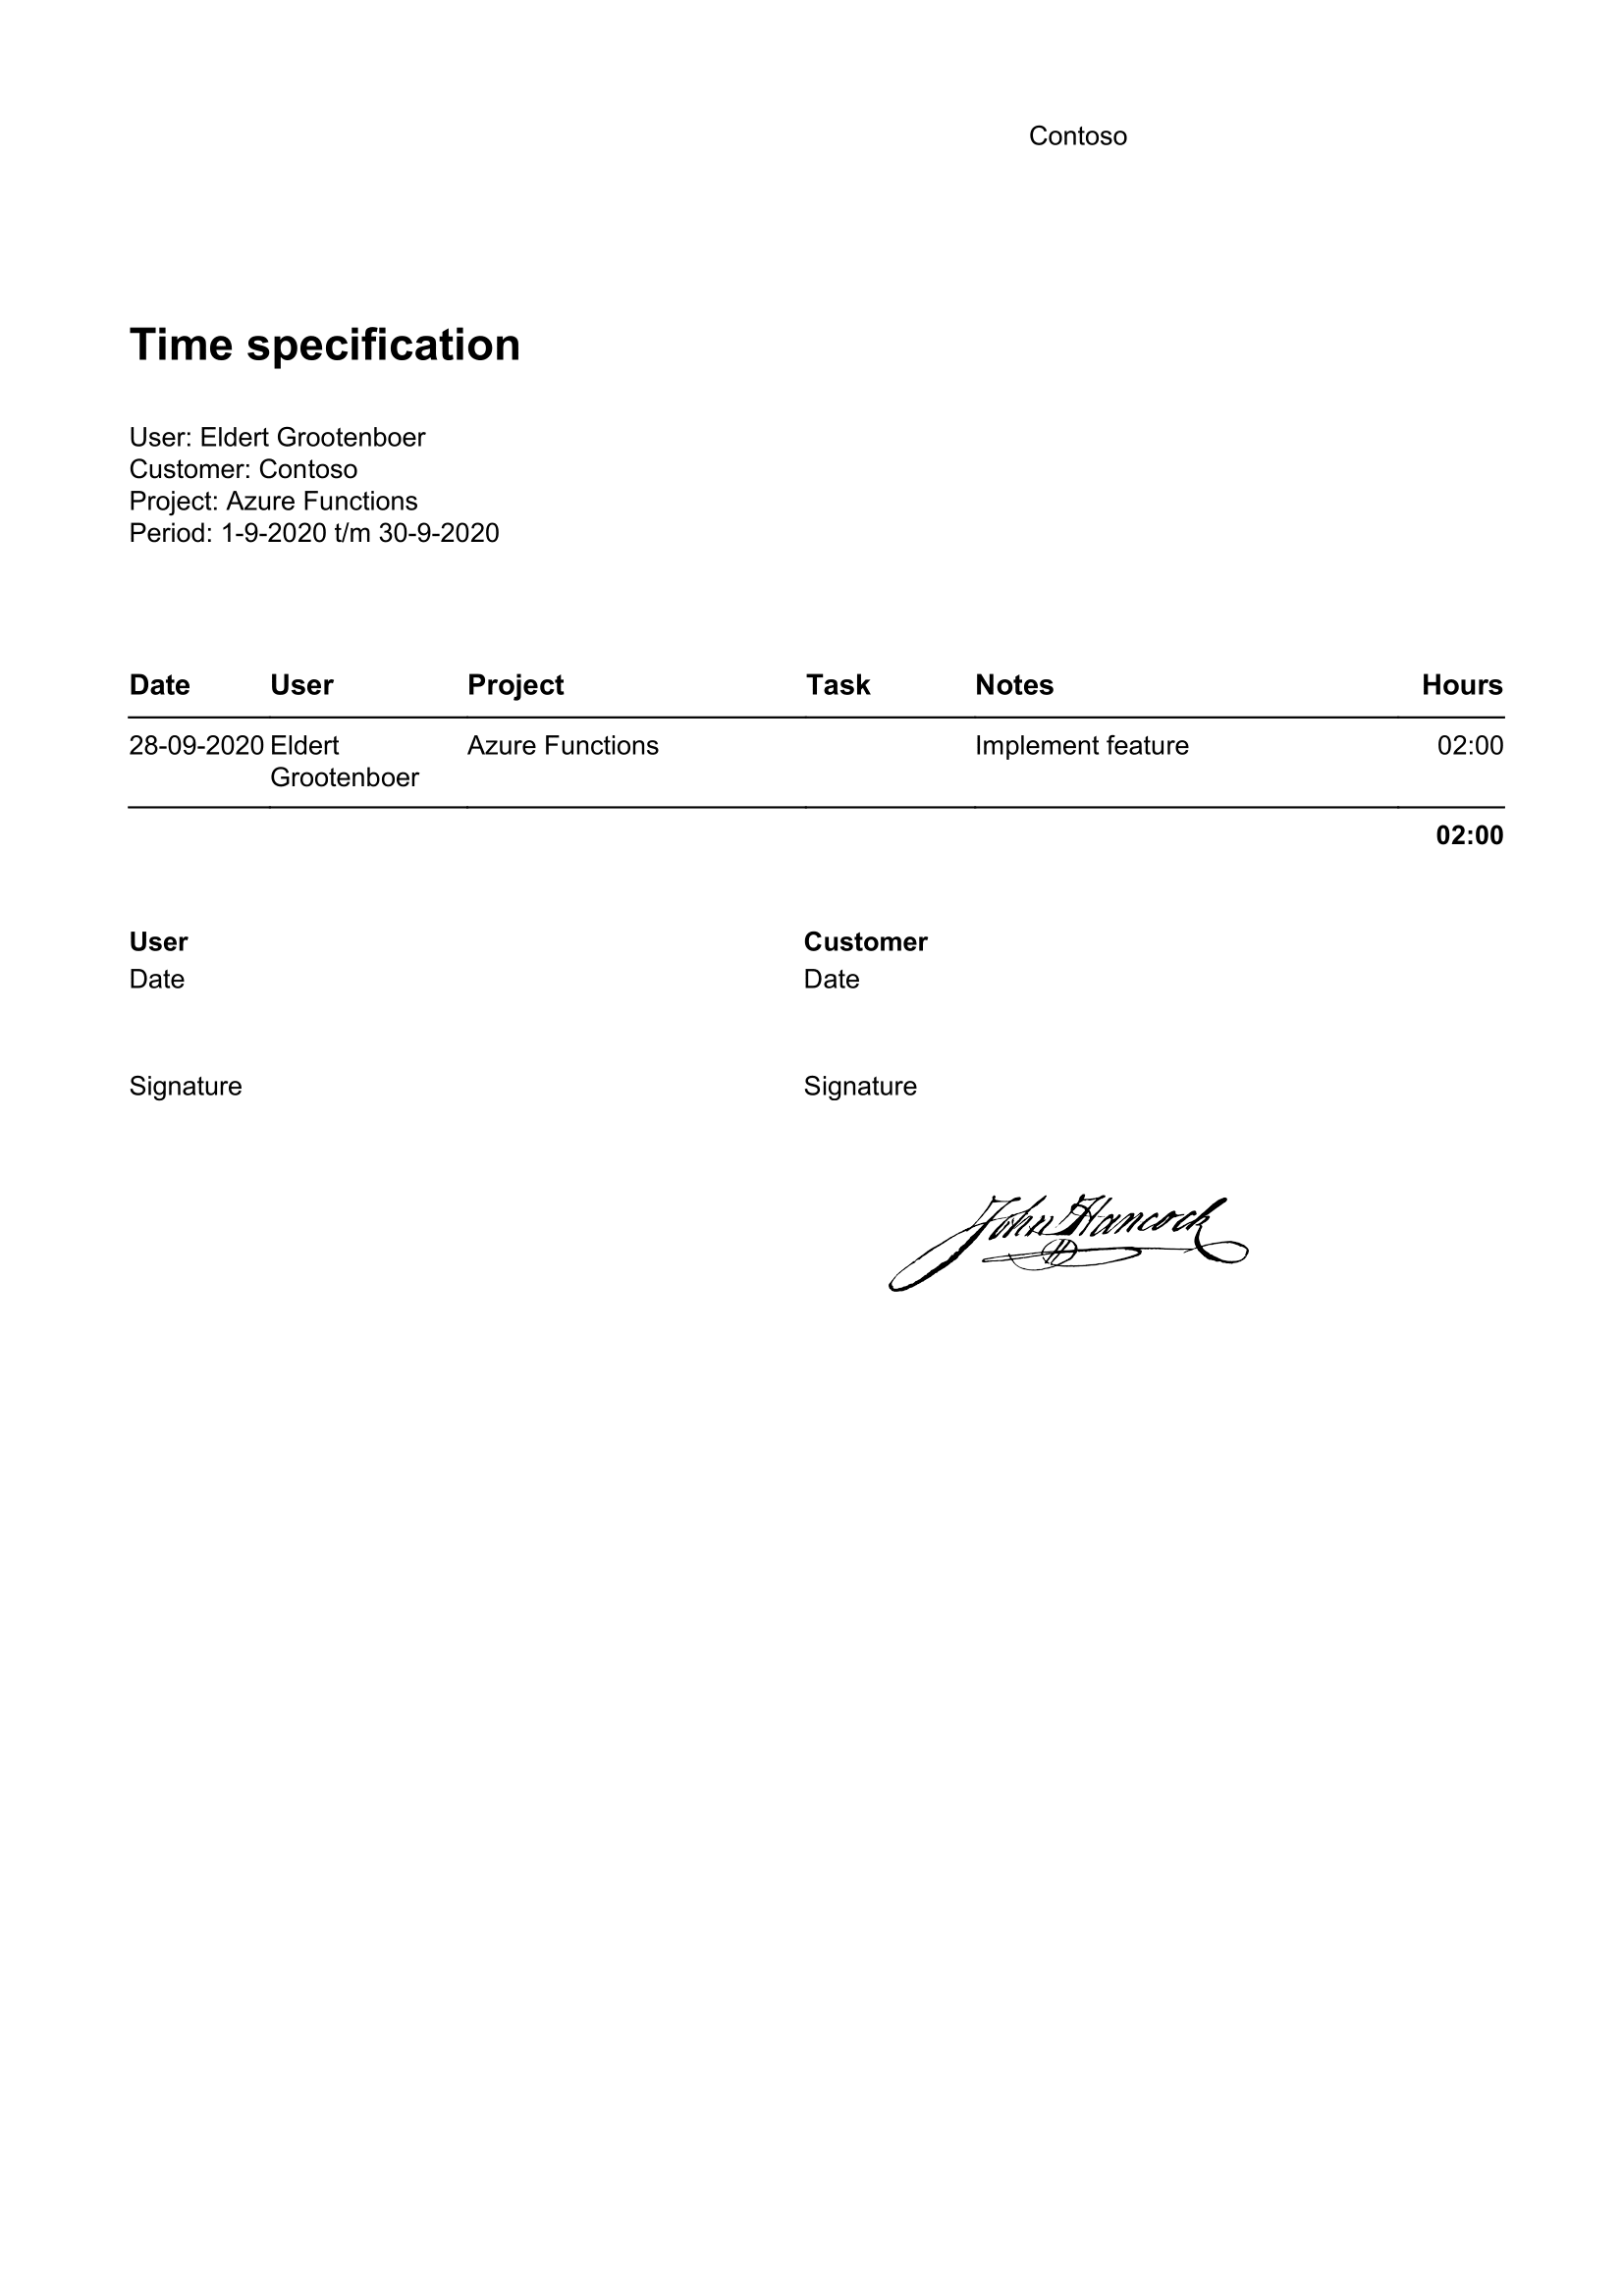 Contoso
Time specification
User: Eldert Grootenboer
Customer: Contoso
Project: Azure Functions
Period: 1-9-2020 t/m 30-9-2020
Date User Project Task Notes Hours
28-09-2020 Eldert Azure Functions Implement feature 02:00
Grootenboer
02:00
User Customer
Date Date
Signature Signature
John Hancock